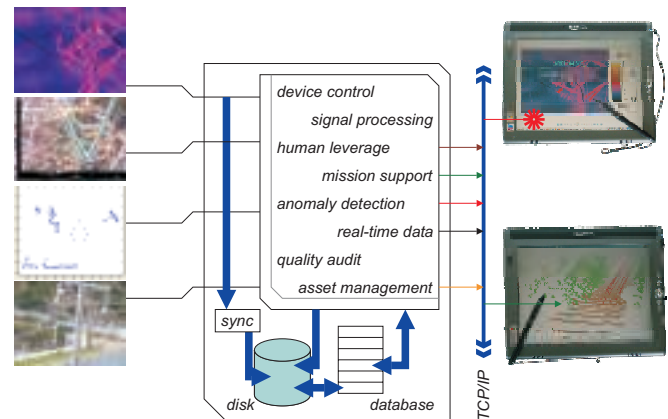 device control
signal processing
human leverage
mission support
anomaly detection
real-time data
quality audit
asset management
sync
disk
database
TCP/IP